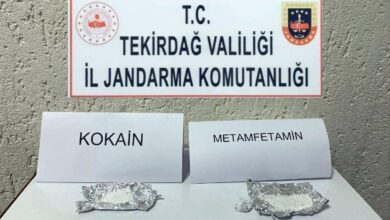 T.C.
TEKİRDAĞ VALİLİĞİ
İL JANDARMA KOMUTANLIĞI
KOKAİN
METAMFETAMİN